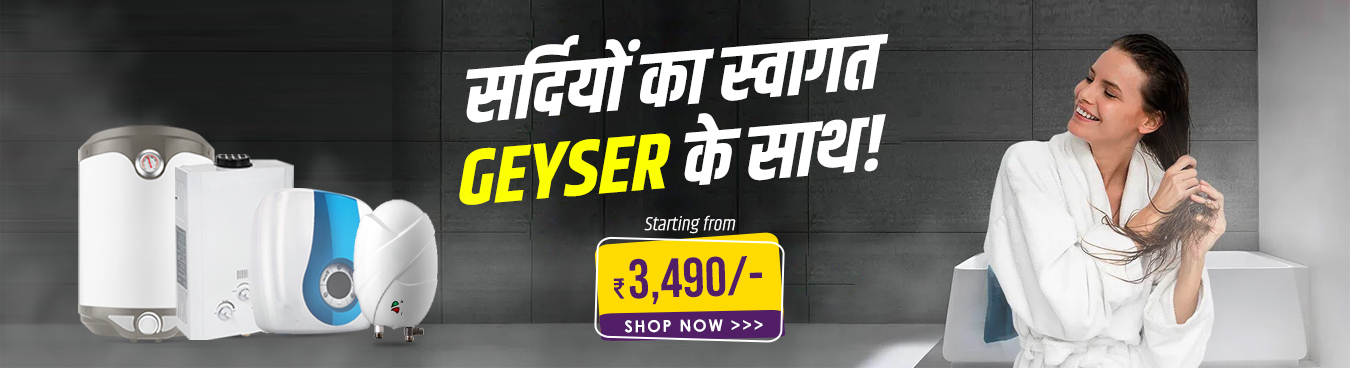 सर्दियों का स्वागत
GEYSER के साथ!
Starting from
₹3,490/-
SHOP NOW >>>